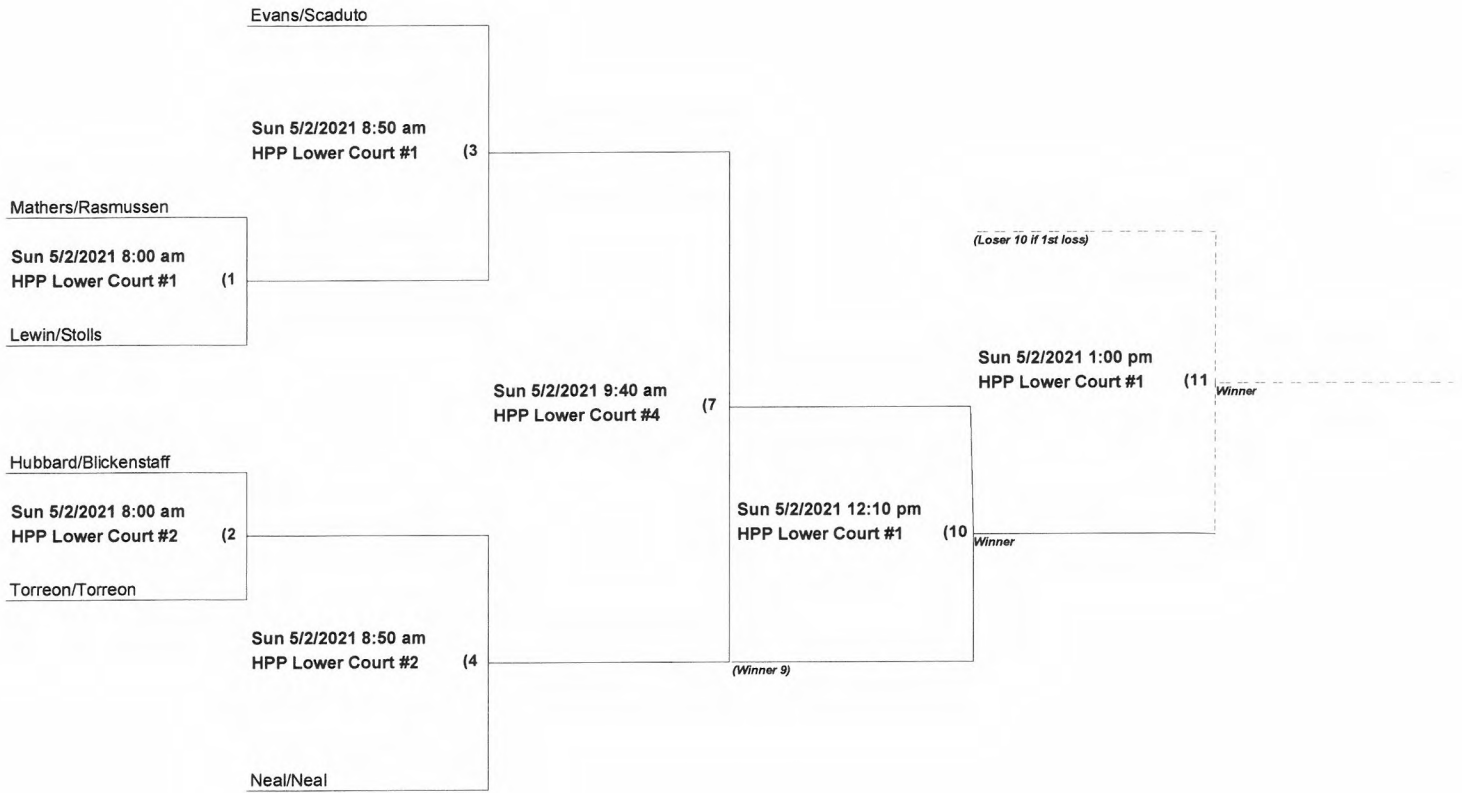 Evans/Scaduto
Sun 5/2/2021 8:50 am
HPP Lower Court #1 (3
Mathers/Rasmussen
Sun 5/2/2021 8:00 am
HPP Lower Court #1 (1
Lewin/Stolls
(Loser 10 if 1st loss)
Sun 5/2/2021 1:00 pm
HPP Lower Court #1 (11
Winner
Sun 5/2/2021 9:40 am
HPP Lower Court #4 (7
Hubbard/Blickenstaff
Sun 5/2/2021 8:00 am
HPP Lower Court #2 (2
Torreon/Torreon
Sun 5/2/2021 12:10 pm
HPP Lower Court #1 (10
Winner
Sun 5/2/2021 8:50 am
HPP Lower Court #2 (4
(Winner 9)
Neal/Neal